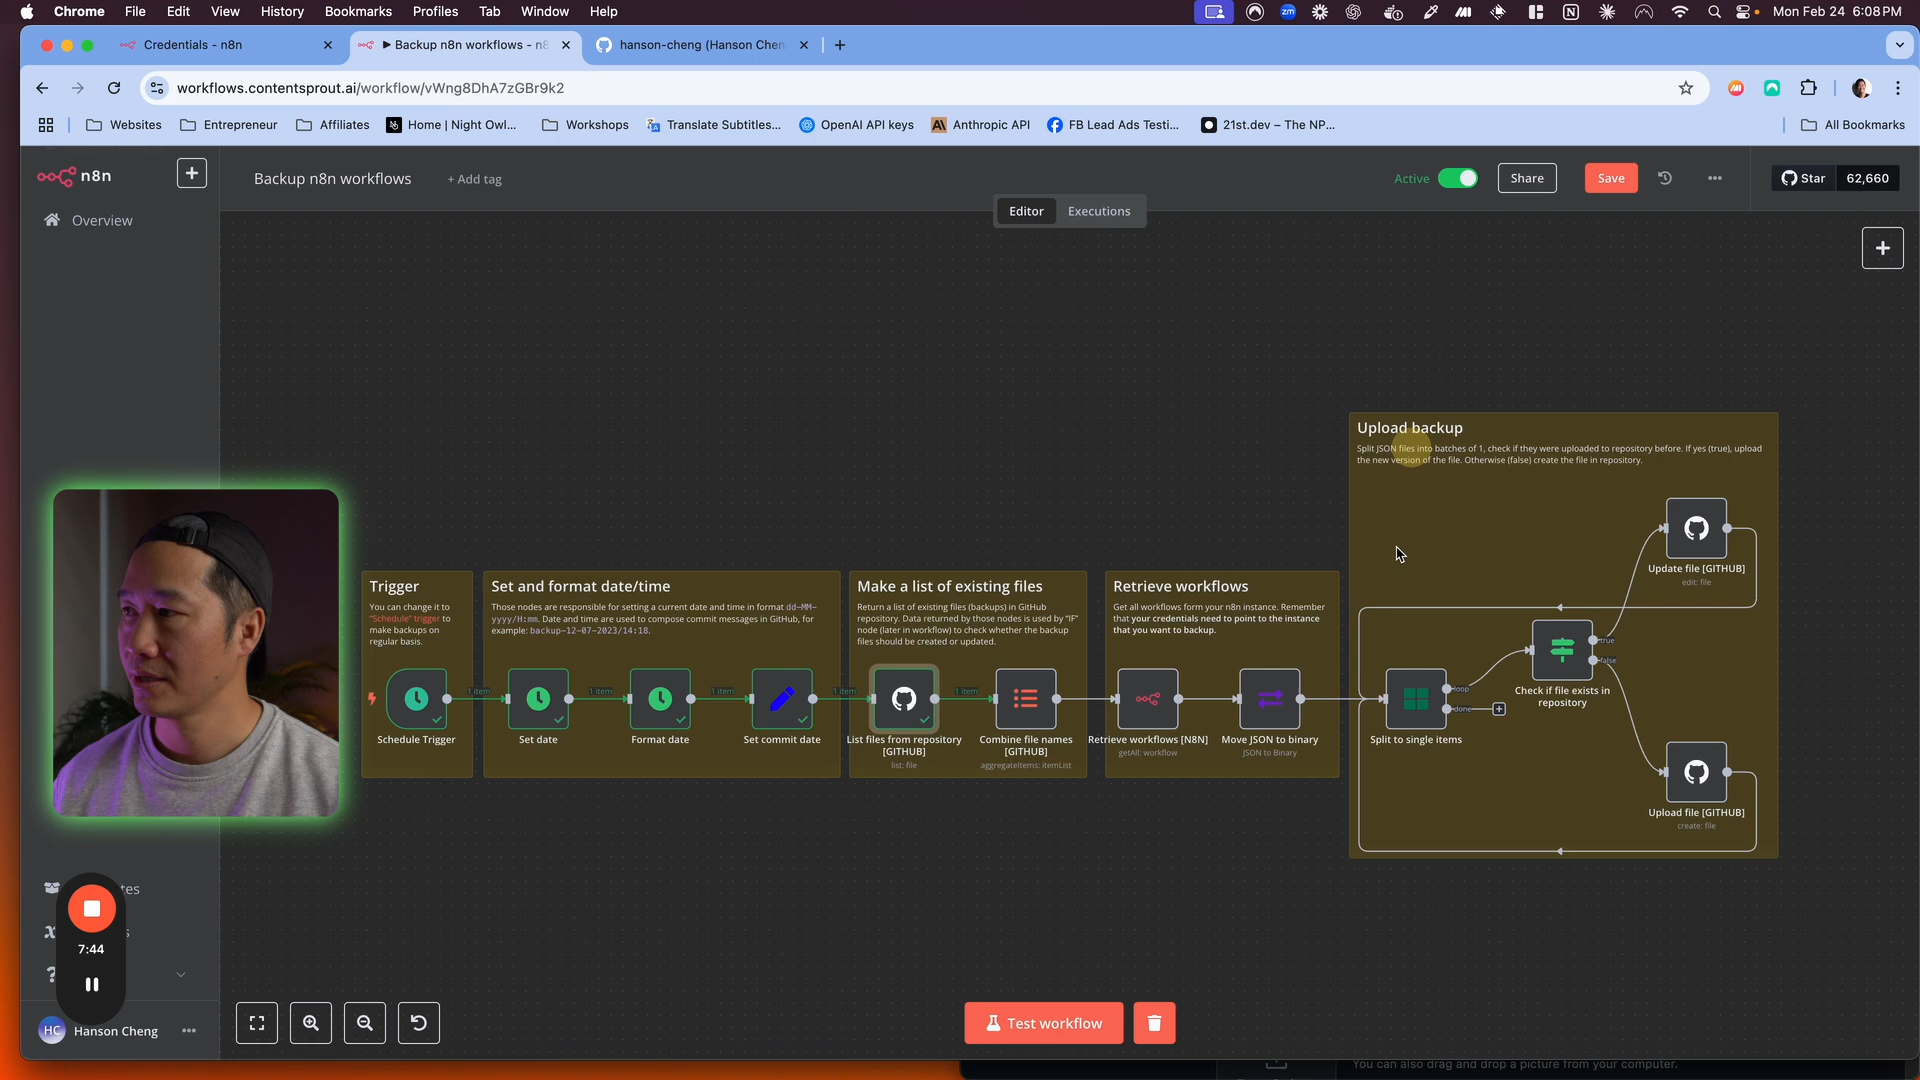 Chrome File Edit View History Bookmarks Profiles Tab Window Help
zm
Mon Feb 24 6:08 PM
Credentials - n8n
Backup n8n workflows - n8
hanson-cheng (Hanson Chen
workflows.contentsprout.ai/workflow/vWng8DhA7zGBr9k2
Websites
Entrepreneur
Affiliates
Home | Night Owl...
Workshops
Translate Subtitles...
OpenAI API keys
Anthropic API
FB Lead Ads Testi...
21st.dev – The NP...
All Bookmarks
n8n
Backup n8n workflows
+ Add tag
Active
Share
Save
Star
62,660
Overview
Editor
Executions
Upload backup
Split JSON files into batches of 1, check if they were uploaded to repository before. If yes (true), upload
the new version of the file. Otherwise (false) create the file in repository.
Update file [GITHUB]
edit: file
Trigger
You can change it to
"Schedule" trigger to
make backups on
regular basis.
Set and format date/time
Those nodes are responsible for setting a current date and time in format dd-MM-
yyyy/H:mm. Date and time are used to compose commit messages in GitHub, for
example: backup-12-07-2023/14:18.
Make a list of existing files
Return a list of existing files (backups) in GitHub
repository. Data returned by those nodes is used by "IF"
node (later in workflow) to check whether the backup
files should be created or updated.
Retrieve workflows
Get all workflows form your n8n instance. Remember
that your credentials need to point to the instance
that you want to backup.
true
false
Check if file exists in
repository
1 item
1 item
1 item
1 item
1 item
loop
done
Schedule Trigger
Set date
Format date
Set commit date
List files from repository
[GITHUB]
list: file
Combine file names
[GITHUB]
aggregateItems: itemList
Retrieve workflows [N8N]
getAll: workflow
Move JSON to binary
JSON to Binary
Split to single items
Upload file [GITHUB]
create: file
7:44
HC
Hanson Cheng
Test workflow
You can also drag and drop a picture from your computer.